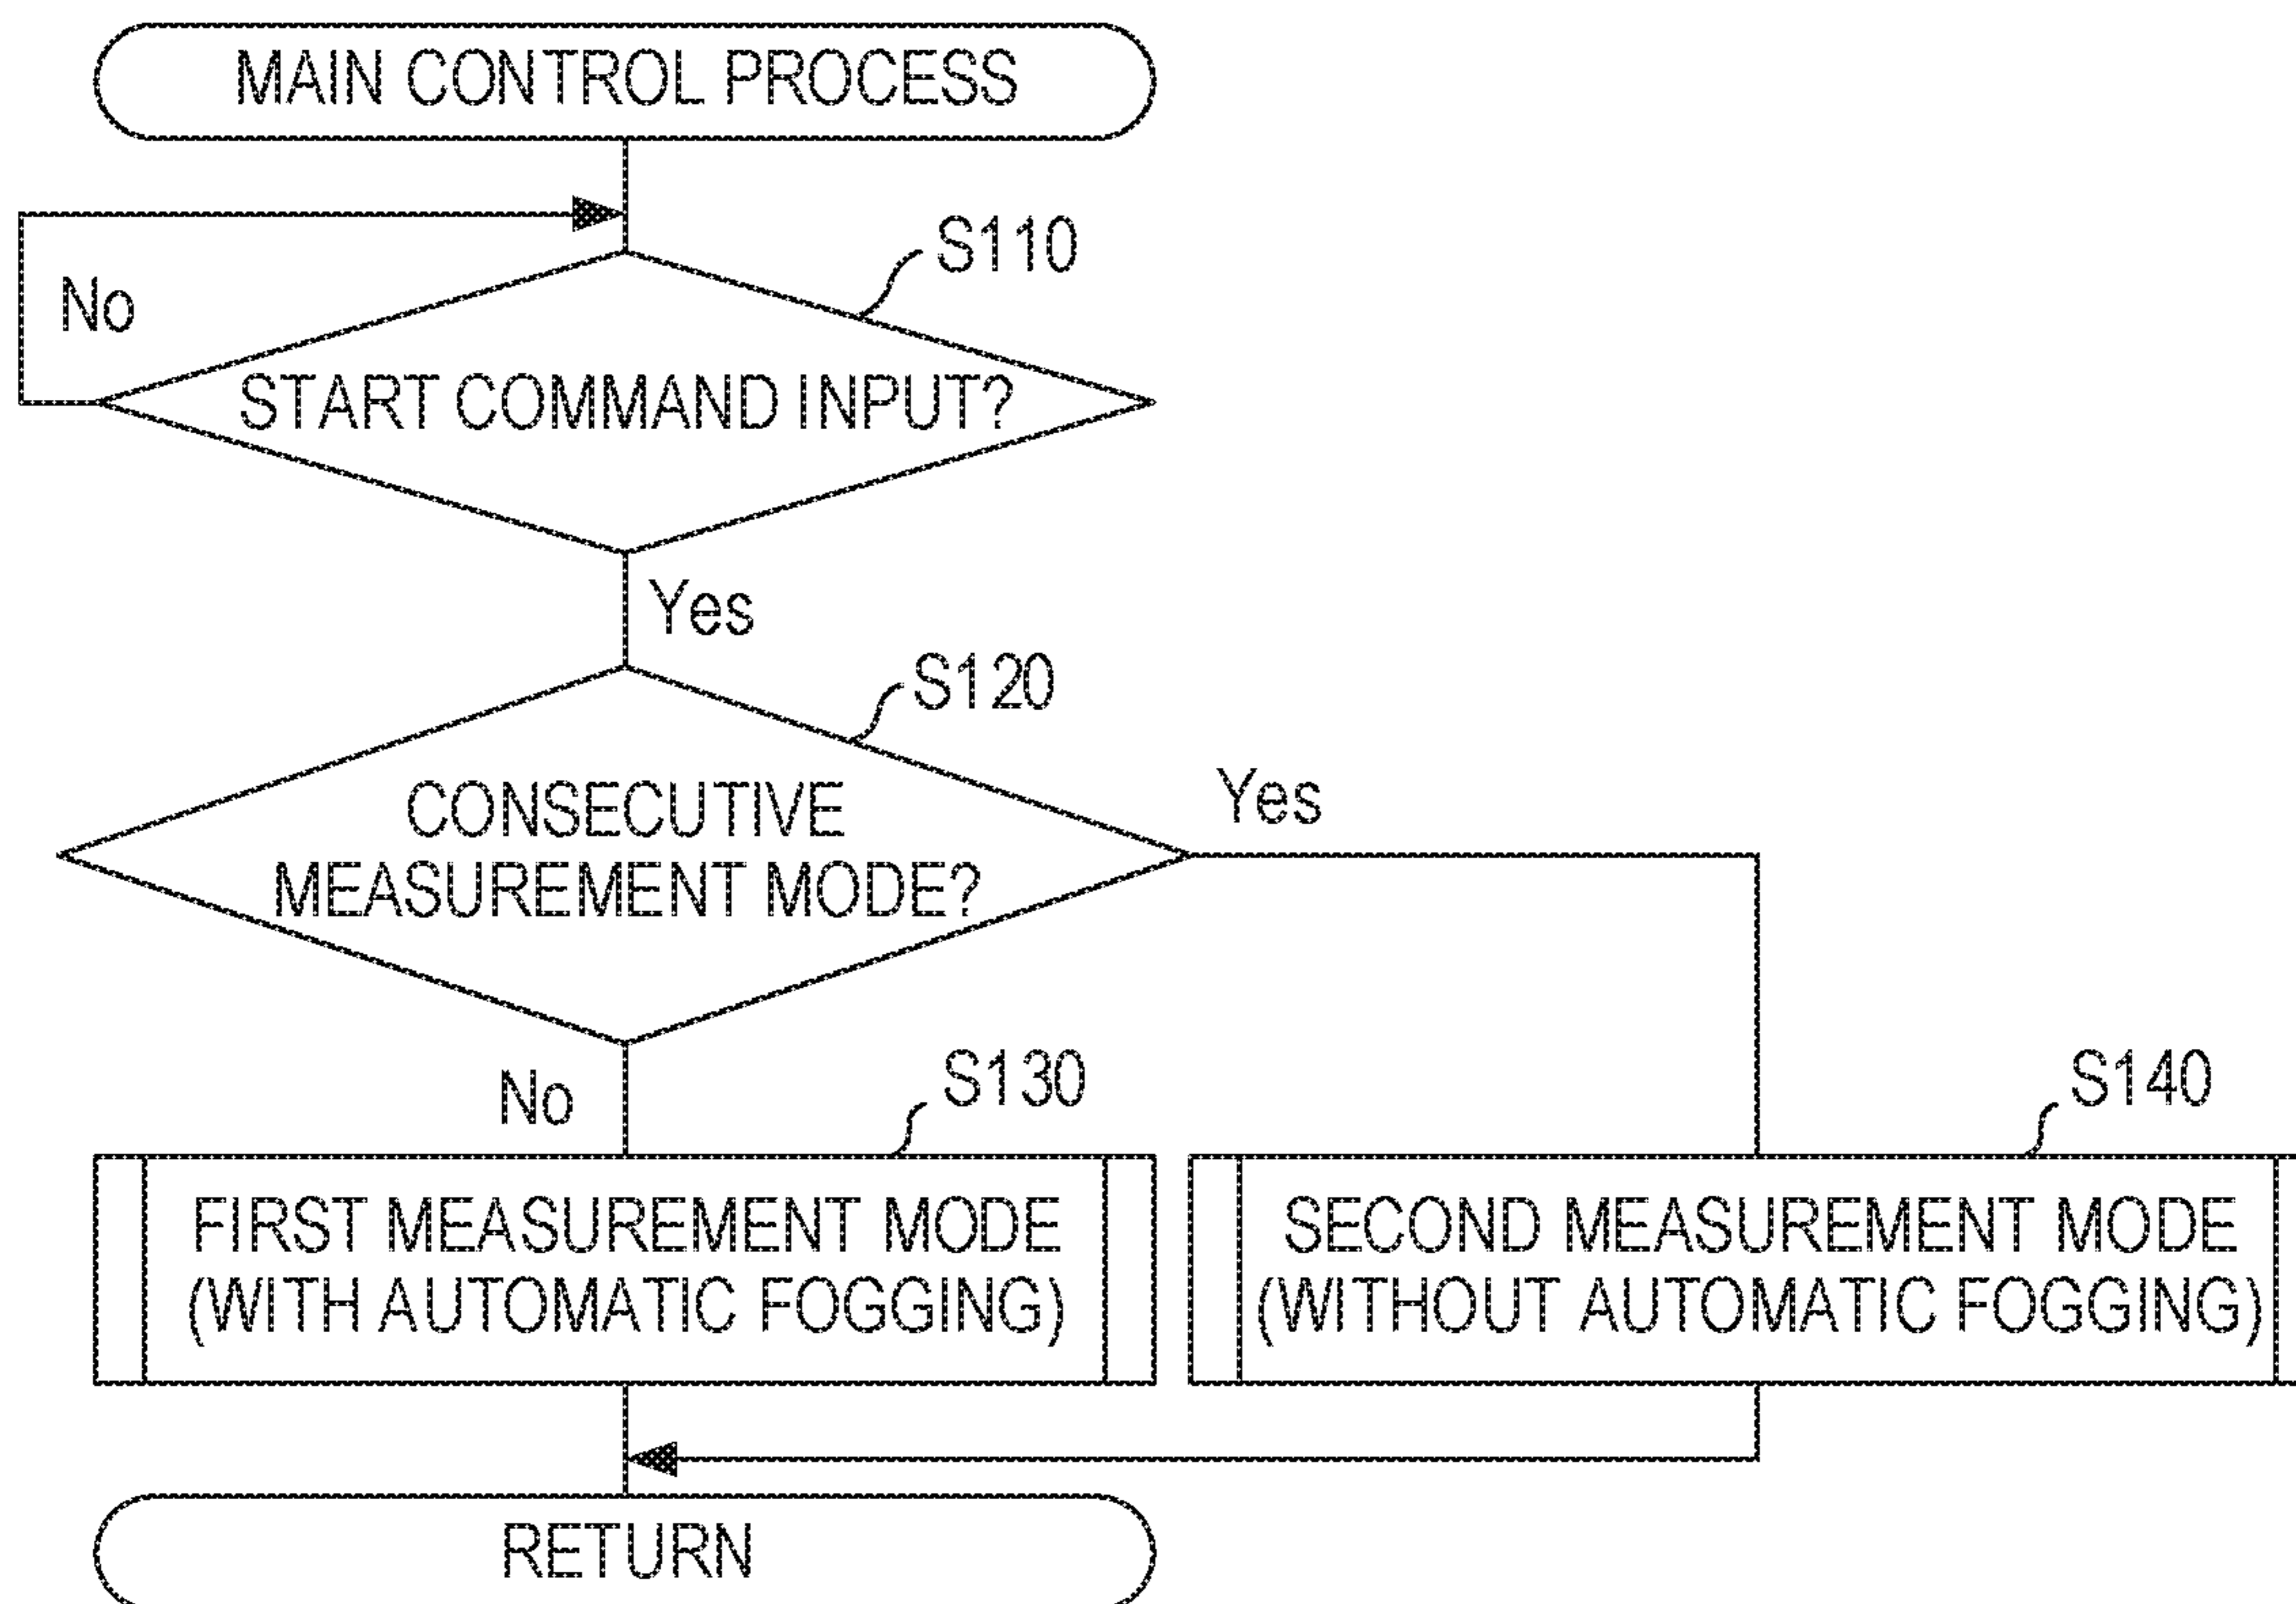 MAIN CONTROL PROCESS
S110
No
START COMMAND INPUT?
Yes
S120
CONSECUTIVE
MEASUREMENT MODE?
Yes
No
S130
S140
FIRST MEASUREMENT MODE
(WITH AUTOMATIC FOGGING)
SECOND MEASUREMENT MODE
(WITHOUT AUTOMATIC FOGGING)
RETURN